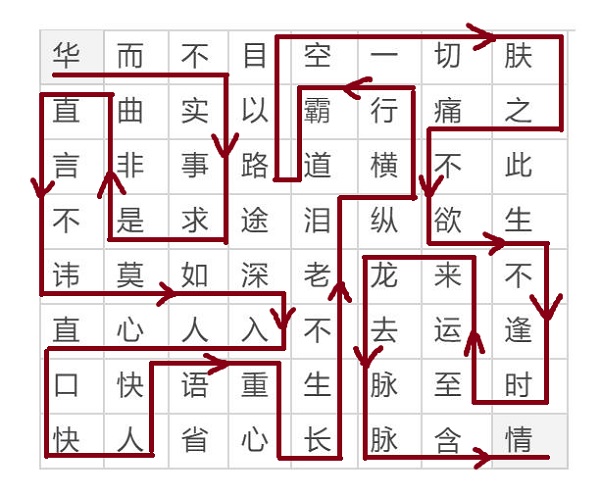 华而不目空一切肤
直曲实以霸行痛之
言非事路道横不此
不是求途泪纵欲生
讳莫如深老龙来不
直心人入不去运逢
口快语重生脉至时
快人省心长脉含情